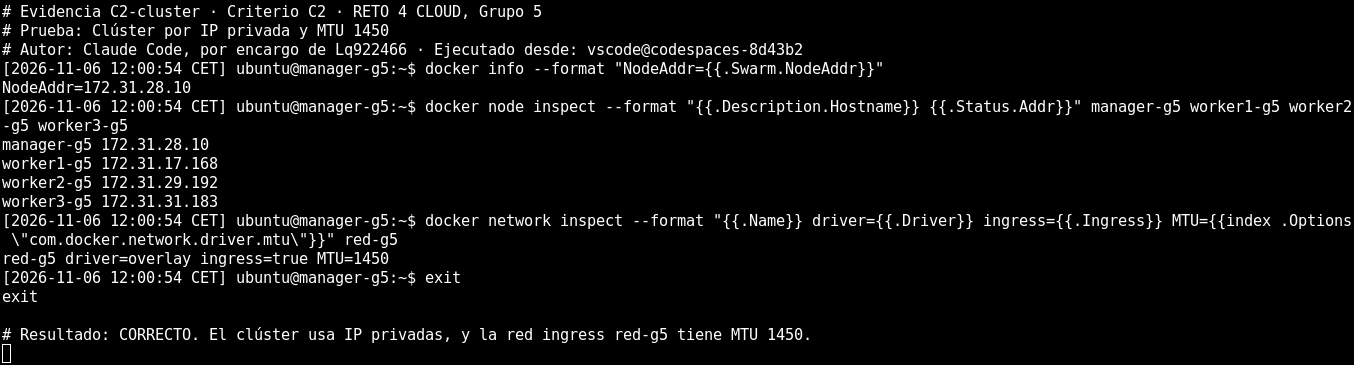 # Evidencia C2-cluster · Criterio C2 · RETO 4 CLOUD, Grupo 5
# Prueba: Clúster por IP privada y MTU 1450
# Autor: Claude Code, por encargo de Lq922466 · Ejecutado desde: vscode@codespaces-8d43b2
[2026-11-06 12:00:54 CET] ubuntu@manager-g5:~$ docker info --format "NodeAddr={{.Swarm.NodeAddr}}"
NodeAddr=172.31.28.10
[2026-11-06 12:00:54 CET] ubuntu@manager-g5:~$ docker node inspect --format "{{.Description.Hostname}} {{.Status.Addr}}" manager-g5 worker1-g5 worker2
-g5 worker3-g5
manager-g5 172.31.28.10
worker1-g5 172.31.17.168
worker2-g5 172.31.29.192
worker3-g5 172.31.31.183
[2026-11-06 12:00:54 CET] ubuntu@manager-g5:~$ docker network inspect --format "{{.Name}} driver={{.Driver}} ingress={{.Ingress}} MTU={{index .Options
 \"com.docker.network.driver.mtu\"}}" red-g5
red-g5 driver=overlay ingress=true MTU=1450
[2026-11-06 12:00:54 CET] ubuntu@manager-g5:~$ exit
exit

# Resultado: CORRECTO. El clúster usa IP privadas, y la red ingress red-g5 tiene MTU 1450.